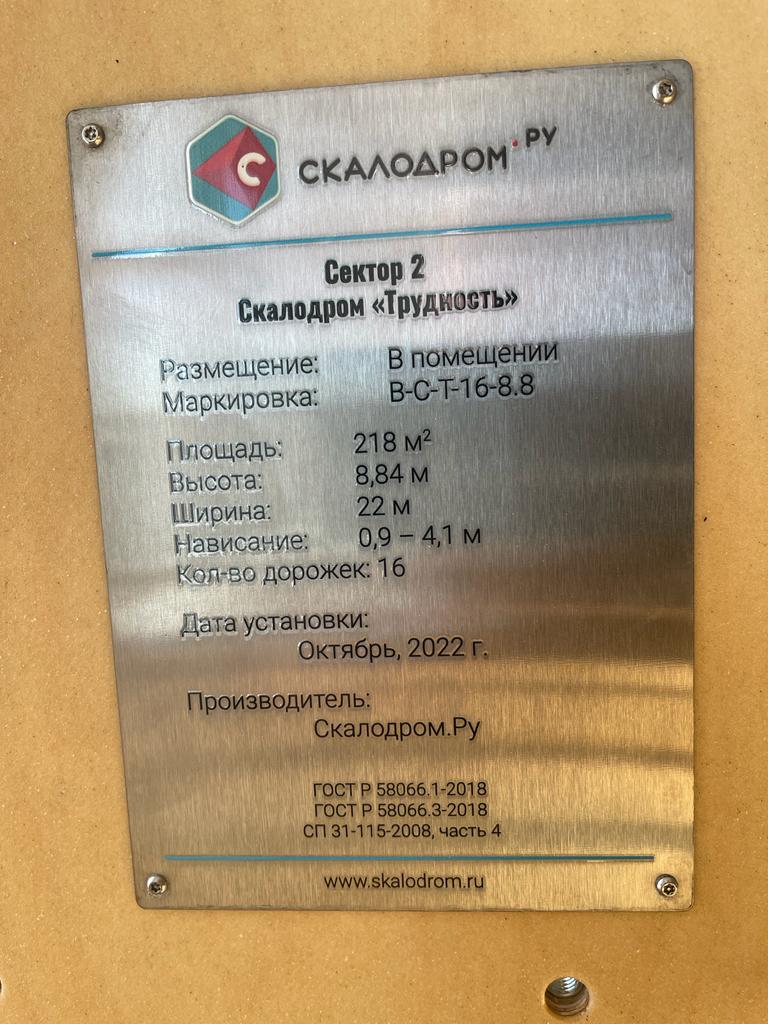 С
СКАЛОДРОМ.РУ
Сектор 2
Скалодром «Трудность»
Размещение: В помещении
Маркировка: В-С-Т-16-8.8
Площадь: 218 м²
Высота: 8,84 м
Ширина: 22 м
Нависание: 0,9 – 4,1 м
Кол-во дорожек: 16
Дата установки:
Октябрь, 2022 г.
Производитель:
Скалодром.Ру
ГОСТ Р 58066.1-2018
ГОСТ Р 58066.3-2018
СП 31-115-2008, часть 4
www.skalodrom.ru